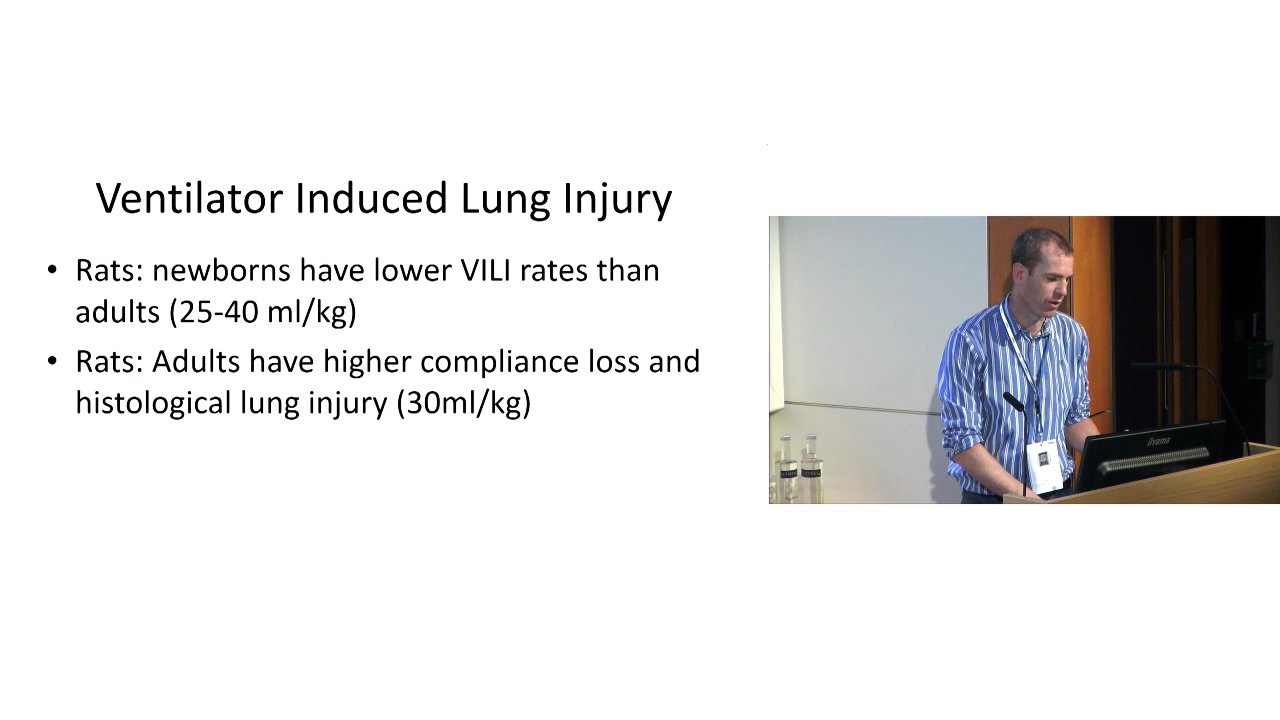 Ventilator Induced Lung Injury
• Rats: newborns have lower VILI rates than
adults (25-40 ml/kg)
• Rats: Adults have higher compliance loss and
histological lung injury (30ml/kg)
iiyama